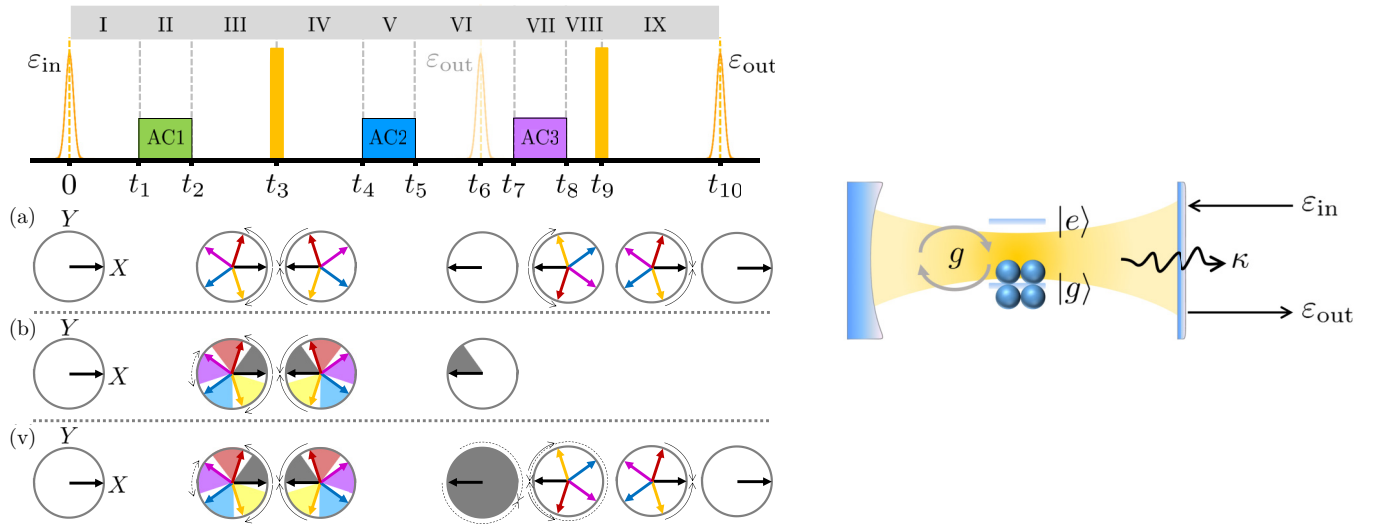 I II III IV V VI VII VIII IX
εin εout εout
AC1 AC2 AC3
0 t1 t2 t3 t4 t5 t6 t7 t8 t9 t10
(a) Y X
(b) Y X
(v) Y X
|e⟩ εin
g κ
|g⟩ εout